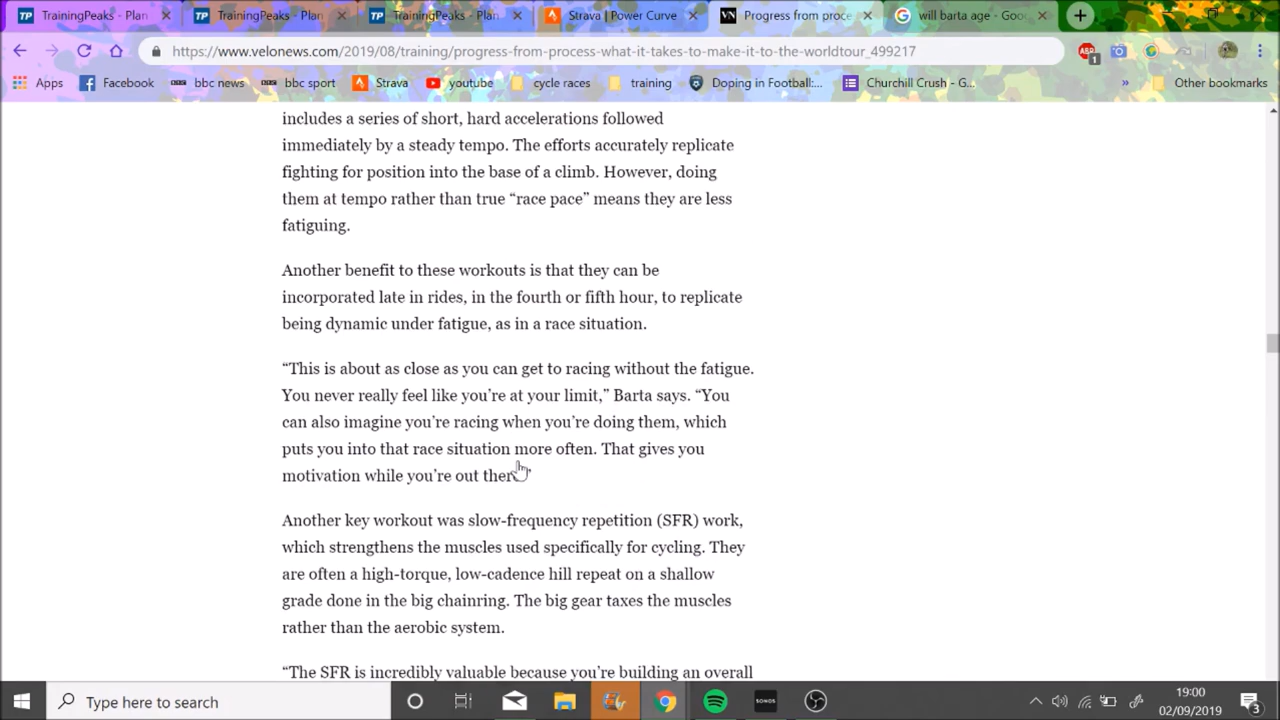 TrainingPeaks - Plan
TrainingPeaks - Plan
TrainingPeaks - Plan
Strava | Power Curve
Progress from proce
will barta age - Goo
https://www.velonews.com/2019/08/training/progress-from-process-what-it-takes-to-make-it-to-the-worldtour_499217
Apps
Facebook
bbc news
bbc sport
Strava
youtube
cycle races
training
Doping in Football:...
Churchill Crush - G...
Other bookmarks
includes a series of short, hard accelerations followed
immediately by a steady tempo. The efforts accurately replicate
fighting for position into the base of a climb. However, doing
them at tempo rather than true “race pace” means they are less
fatiguing.
Another benefit to these workouts is that they can be
incorporated late in rides, in the fourth or fifth hour, to replicate
being dynamic under fatigue, as in a race situation.
“This is about as close as you can get to racing without the fatigue.
You never really feel like you’re at your limit,” Barta says. “You
can also imagine you’re racing when you’re doing them, which
puts you into that race situation more often. That gives you
motivation while you’re out there.”
Another key workout was slow-frequency repetition (SFR) work,
which strengthens the muscles used specifically for cycling. They
are often a high-torque, low-cadence hill repeat on a shallow
grade done in the big chainring. The big gear taxes the muscles
rather than the aerobic system.
“The SFR is incredibly valuable because you’re building an overall
Type here to search
SONOS
19:00
02/09/2019
3